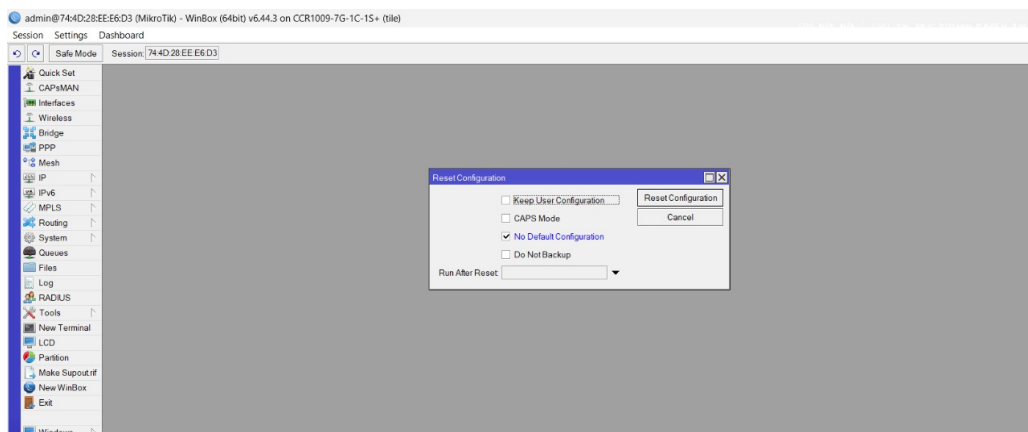 admin@74:4D:28:EE:E6:D3 (MikroTik) - WinBox (64bit) v6.44.3 on CCR1009-7G-1C-1S+ (tile)
Session Settings Dashboard
Safe Mode Session: 74:4D:28:EE:E6:D3
Quick Set
CAPsMAN
Interfaces
Wireless
Bridge
PPP
Mesh
IP
IPv6
MPLS
Routing
System
Queues
Files
Log
RADIUS
Tools
New Terminal
LCD
Partition
Make Supout.rif
New WinBox
Exit
Windows
Reset Configuration
Keep User Configuration Reset Configuration
CAPS Mode Cancel
No Default Configuration
Do Not Backup
Run After Reset: